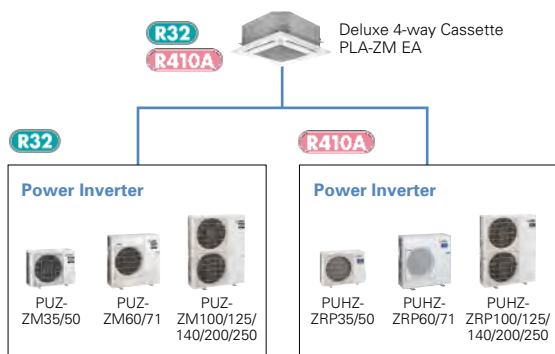 R32
R410A
Deluxe 4-way Cassette
PLA-ZM EA
R32
R410A
Power Inverter
PUZ-
ZM35/50
PUZ-
ZM60/71
PUZ-
ZM100/125/
140/200/250
Power Inverter
PUHZ-
ZRP35/50
PUHZ-
ZRP60/71
PUHZ-
ZRP100/125/
140/200/250